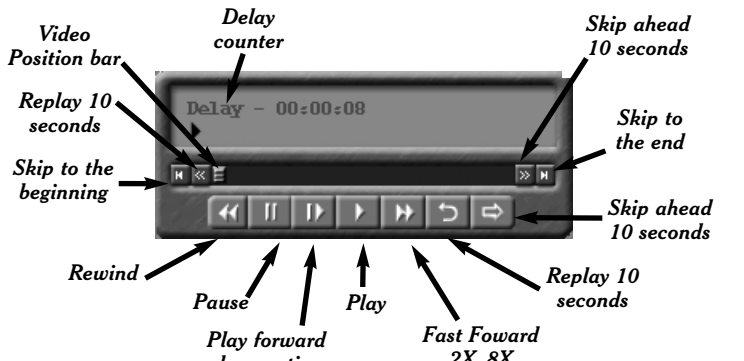 Delay
counter
Video
Position bar
Skip ahead
10 seconds
Replay 10
seconds
Delay - 00:00:08
Skip to
the end
Skip to the
beginning
Skip ahead
10 seconds
Rewind
Pause
Play
Replay 10
seconds
Play forward
Fast Foward
2X, 8X